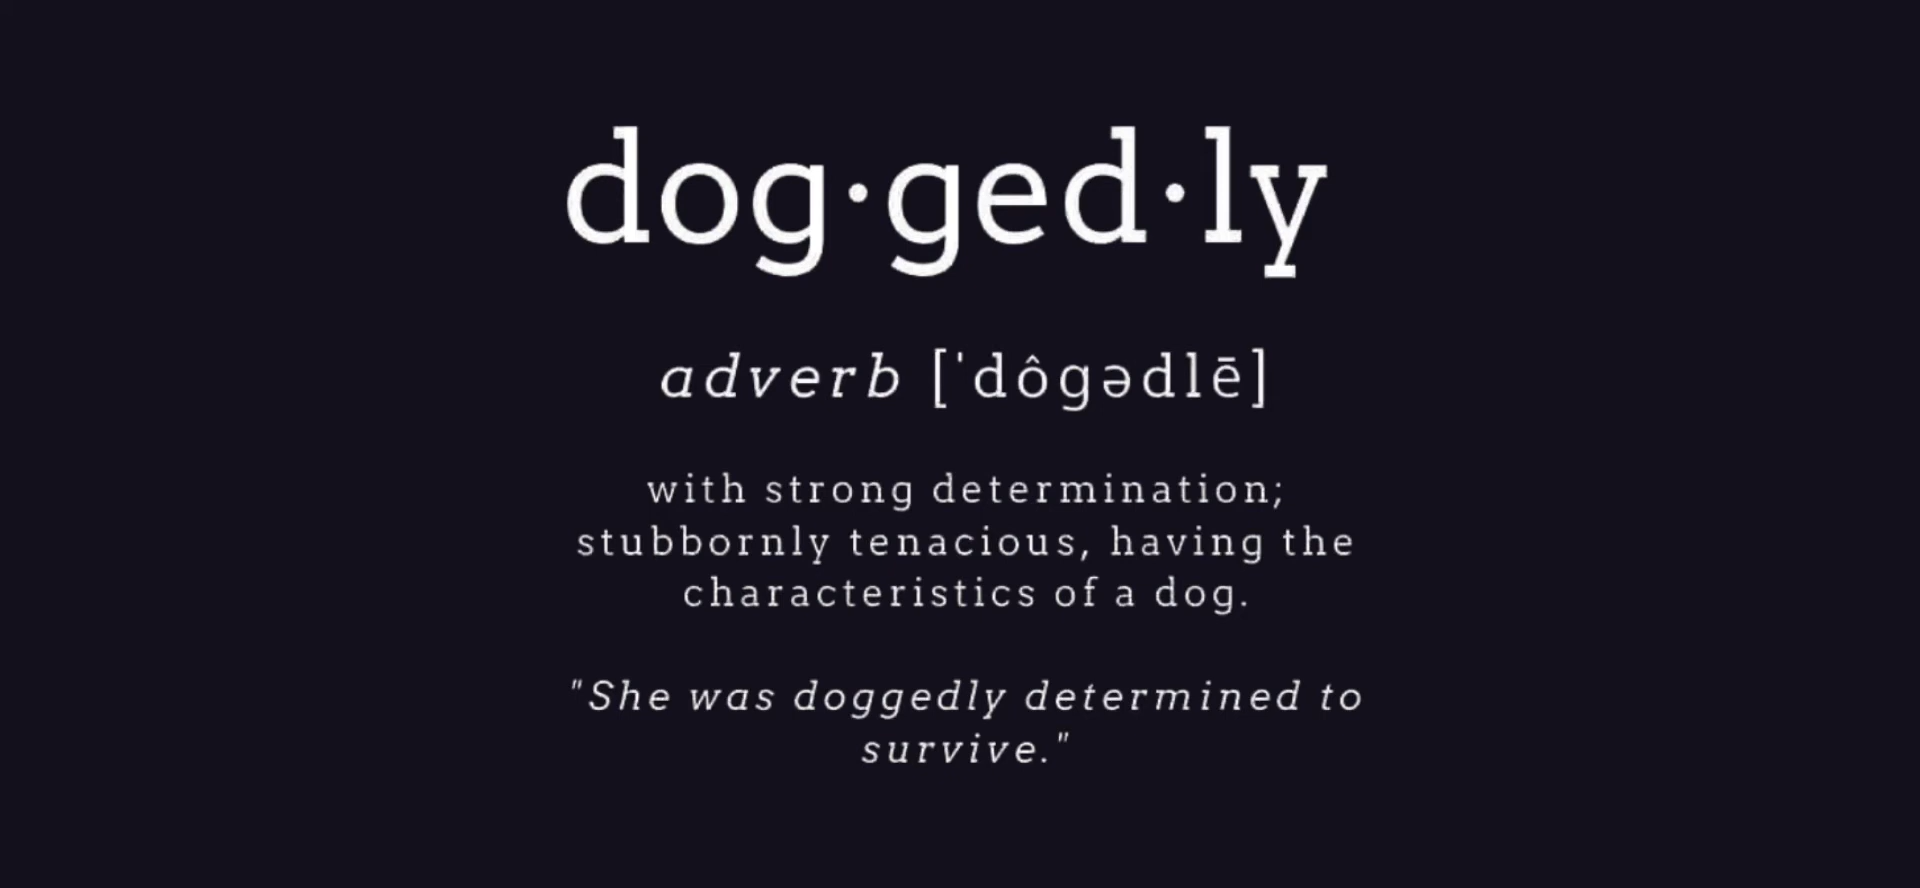 dog·ged·ly
adverb [ˈdôɡədlē]
with strong determination;
stubbornly tenacious, having the
characteristics of a dog.
"She was doggedly determined to
survive."